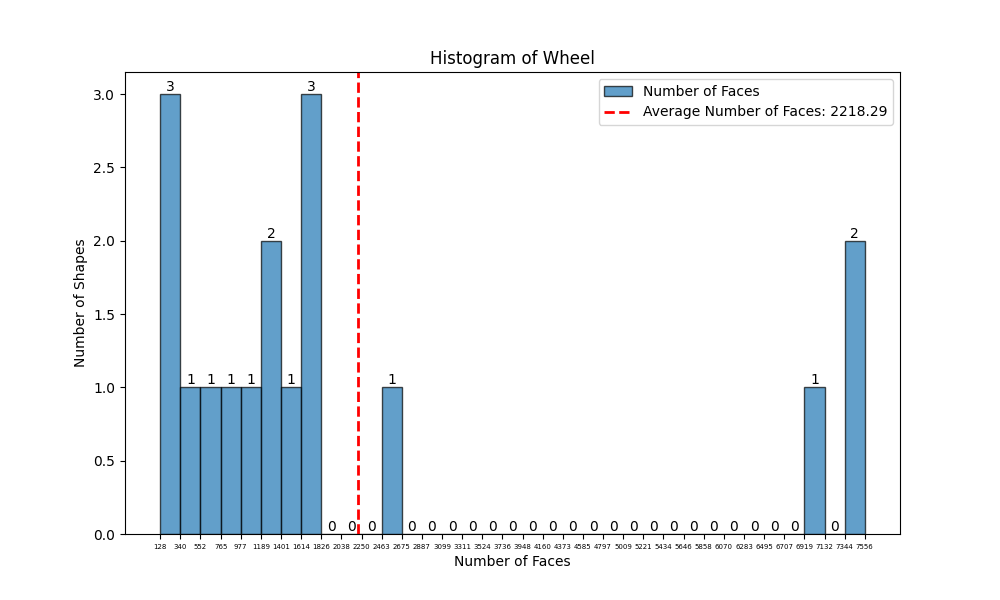 Histogram of Wheel
Number of Faces
Average Number of Faces: 2218.29
Number of Shapes
3.0
2.5
2.0
1.5
1.0
0.5
0.0
3 1 1 1 1 2 1 3 0 0 0 1 0 0 0 0 0 0 0 0 0 0 0 0 0 0 0 0 0 0 0 0 1 0 2
128 340 552 765 977 1189 1401 1614 1826 2038 2250 2463 2675 2887 3099 3311 3524 3736 3948 4160 4373 4585 4797 5009 5221 5434 5646 5858 6070 6283 6495 6707 6919 7132 7344 7556
Number of Faces